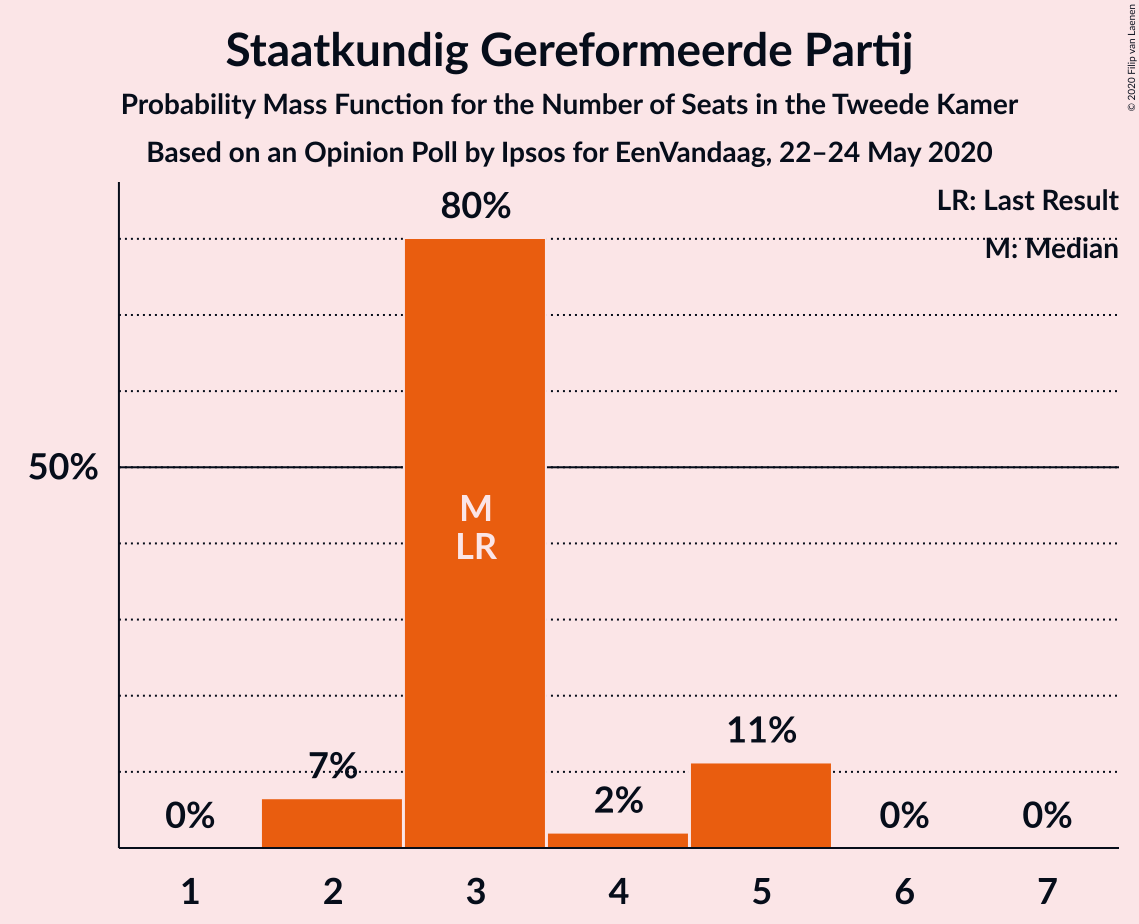 Staatkundig Gereformeerde Partij
Probability Mass Function for the Number of Seats in the Tweede Kamer
Based on an Opinion Poll by Ipsos for EenVandaag, 22–24 May 2020
© 2020 Filip van Laenen
LR: Last Result
M: Median
80%
50%
M
LR
11%
7%
2%
0%
0%
0%
1 2 3 4 5 6 7